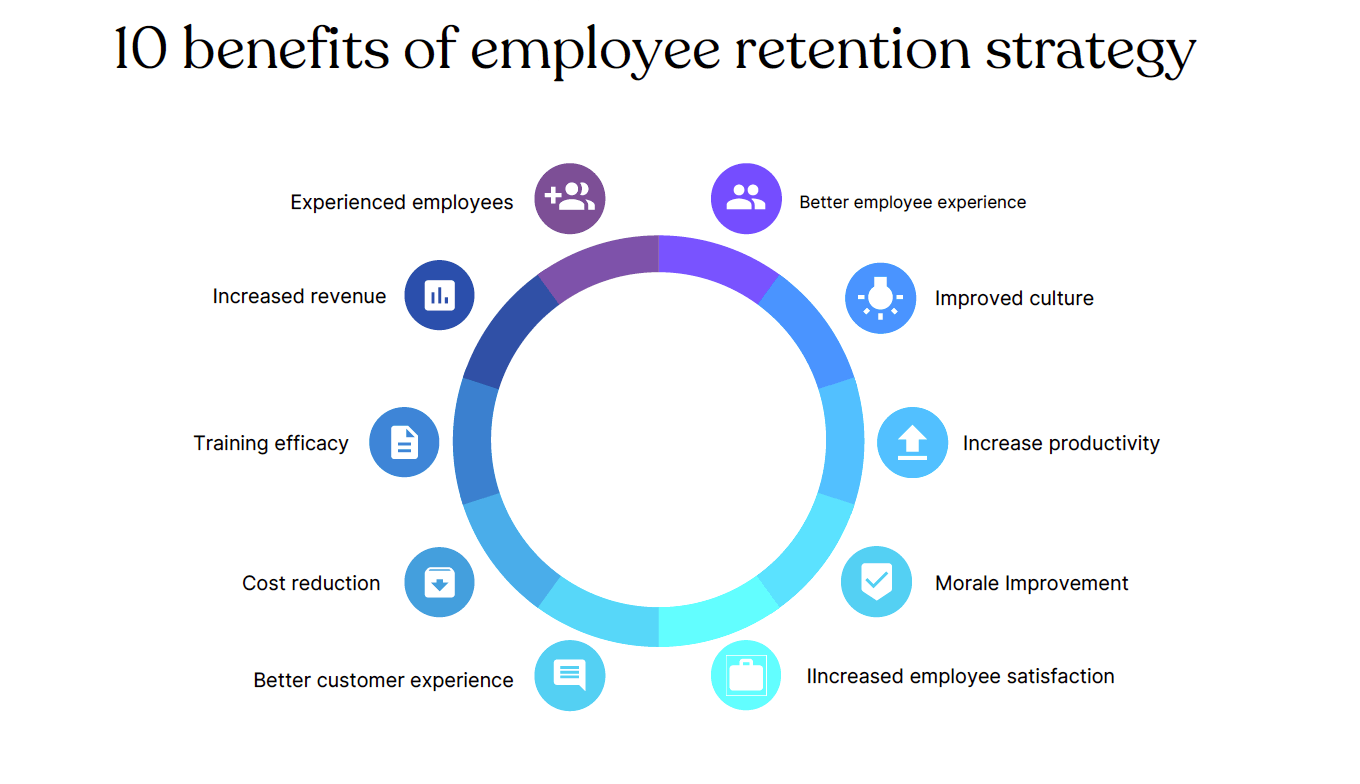 10 benefits of employee retention strategy
Experienced employees
Better employee experience
Increased revenue
Improved culture
Training efficacy
Increase productivity
Cost reduction
Morale Improvement
Better customer experience
IIncreased employee satisfaction